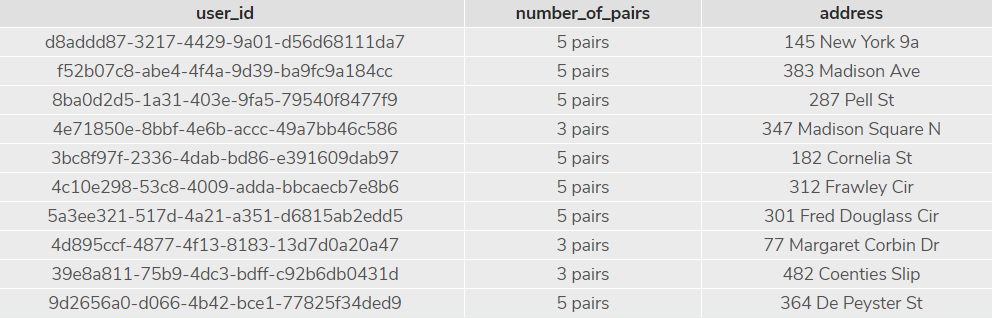 user_id number_of_pairs address
d8addd87-3217-4429-9a01-d56d68111da7 5 pairs 145 New York 9a
f52b07c8-abe4-4f4a-9d39-ba9fc9a184cc 5 pairs 383 Madison Ave
8ba0d2d5-1a31-403e-9fa5-79540f8477f9 5 pairs 287 Pell St
4e71850e-8bbf-4e6b-accc-49a7bb46c586 3 pairs 347 Madison Square N
3bc8f97f-2336-4dab-bd86-e391609dab97 5 pairs 182 Cornelia St
4c10e298-53c8-4009-adda-bbcaecb7e8b6 5 pairs 312 Frawley Cir
5a3ee321-517d-4a21-a351-d6815ab2edd5 5 pairs 301 Fred Douglass Cir
4d895ccf-4877-4f13-8183-13d7d0a20a47 3 pairs 77 Margaret Corbin Dr
39e8a811-75b9-4dc3-bdff-c92b6db0431d 3 pairs 482 Coenties Slip
9d2656a0-d066-4b42-bce1-77825f34ded9 5 pairs 364 De Peyster St